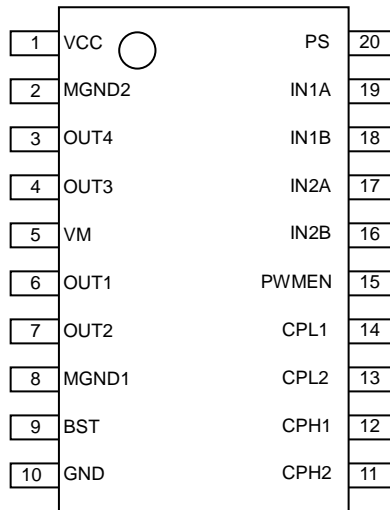 1 VCC PS 20
2 MGND2 IN1A 19
3 OUT4 IN1B 18
4 OUT3 IN2A 17
5 VM IN2B 16
6 OUT1 PWMEN 15
7 OUT2 CPL1 14
8 MGND1 CPL2 13
9 BST CPH1 12
10 GND CPH2 11